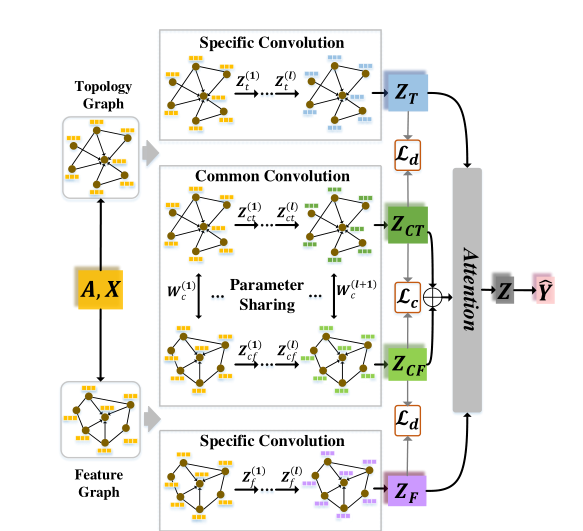 Specific Convolution
Z_t^(1) ... Z_t^(l)
Z_T
Topology
Graph
L_d
Common Convolution
Z_ct^(1) ... Z_ct^(l)
Z_CT
A, X
W_c^(1) ... Parameter Sharing ... W_c^(l+1)
L_c
Attention
Z
Ŷ
Z_cf^(1) ... Z_cf^(l)
Z_CF
L_d
Feature
Graph
Specific Convolution
Z_f^(1) ... Z_f^(l)
Z_F